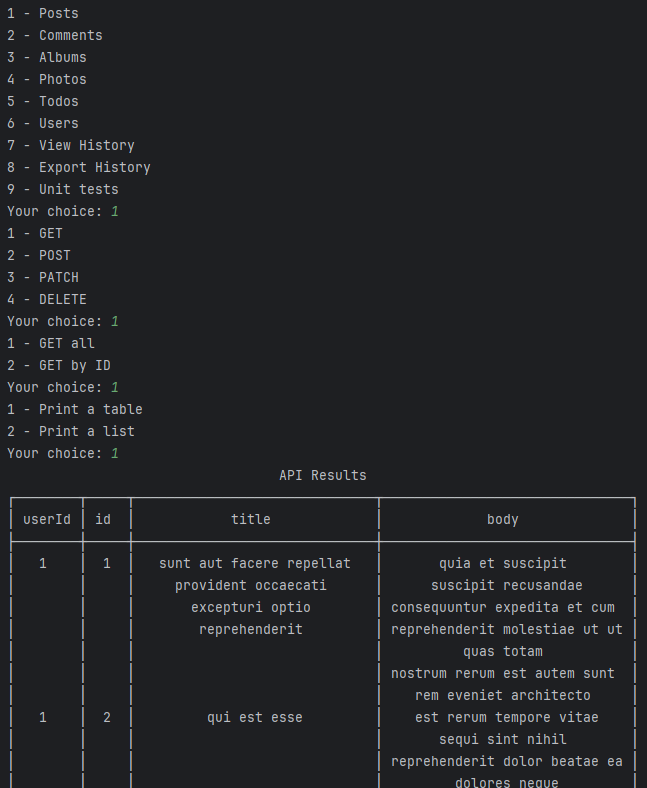 1 - Posts
2 - Comments
3 - Albums
4 - Photos
5 - Todos
6 - Users
7 - View History
8 - Export History
9 - Unit tests
Your choice: 1
1 - GET
2 - POST
3 - PATCH
4 - DELETE
Your choice: 1
1 - GET all
2 - GET by ID
Your choice: 1
1 - Print a table
2 - Print a list
Your choice: 1
API Results
userId id title body
1 1 sunt aut facere repellat quia et suscipit
provident occaecati suscipit recusandae
excepturi optio consequuntur expedita et cum
reprehenderit reprehenderit molestiae ut ut
quas totam
nostrum rerum est autem sunt
rem eveniet architecto
1 2 qui est esse est rerum tempore vitae
sequi sint nihil
reprehenderit dolor beatae ea
dolores neque